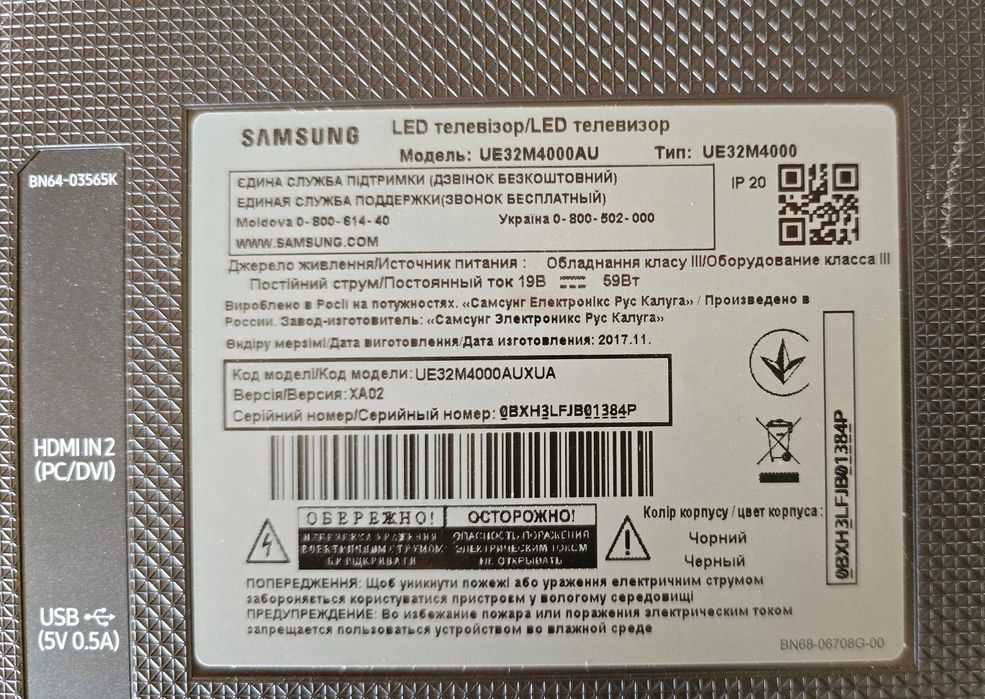 BN64-03565K
HDMI IN 2
(PC/DVI)
USB
(5V 0.5A)
SAMSUNG
LED телевізор/LED телевизор
Модель: UE32M4000AU Тип: UE32M4000
ЄДИНА СЛУЖБА ПІДТРИМКИ (ДЗВІНОК БЕЗКОШТОВНИЙ)
ЕДИНАЯ СЛУЖБА ПОДДЕРЖКИ(ЗВОНОК БЕСПЛАТНЫЙ)
Moldova 0-800-614-40 Україна 0-800-502-000
WWW.SAMSUNG.COM
IP 20
Джерело живлення/Источник питания : Обладнання класу III/Оборудование класса III
Постійний струм/Постоянный ток 19В 59Вт
Вироблено в Росії на потужностях. «Самсунг Електронікс Рус Калуга» / Произведено в
России. Завод-изготовитель: «Самсунг Электроникс Рус Калуга»
Өндіру мерзімі/Дата виготовлення/Дата изготовления: 2017.11.
Код моделі/Код модели: UE32M4000AUXUA
Версія/Версия: XA02
Серійний номер/Серийный номер: 0BXH3LFJB01384P
ОБЕРЕЖНО! ОСТОРОЖНО!
НЕБЕЗПЕКА УРАЖЕННЯ
ЕЛЕКТРИЧНИМ СТРУМОМ
НЕ ВІДКРИВАТИ
ОПАСНОСТЬ ПОРАЖЕНИЯ
ЭЛЕКТРИЧЕСКИМ ТОКОМ
НЕ ОТКРЫВАТЬ
Колір корпусу / цвет корпуса:
Чорний
Черный
0BXH3LFJB01384P
ПОПЕРЕДЖЕННЯ: Щоб уникнути пожежі або ураження електричним струмом
забороняється користуватися пристроєм у вологому середовищі
ПРЕДУПРЕЖДЕНИЕ: Во избежание пожара или поражения электрическим током
запрещается пользоваться устройством во влажной среде
BN68-06708G-00